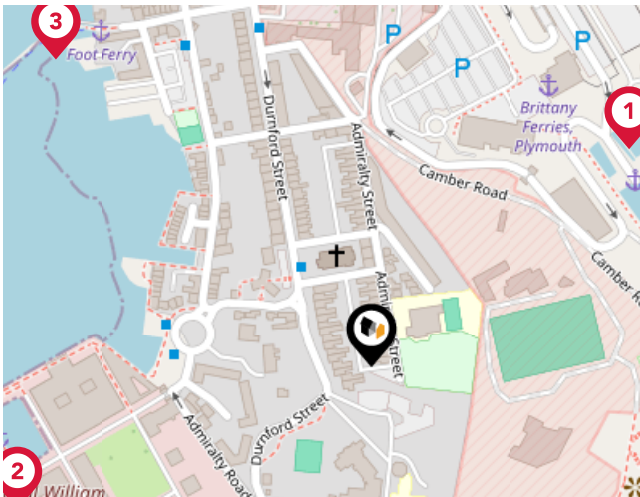 3
Foot Ferry
P
P
P
Brittany
Ferries,
Plymouth
1
Durnford Street
Admiralty Street
Camber Road
Camber
Street
Durnford Street
Admiralty Road
2
William